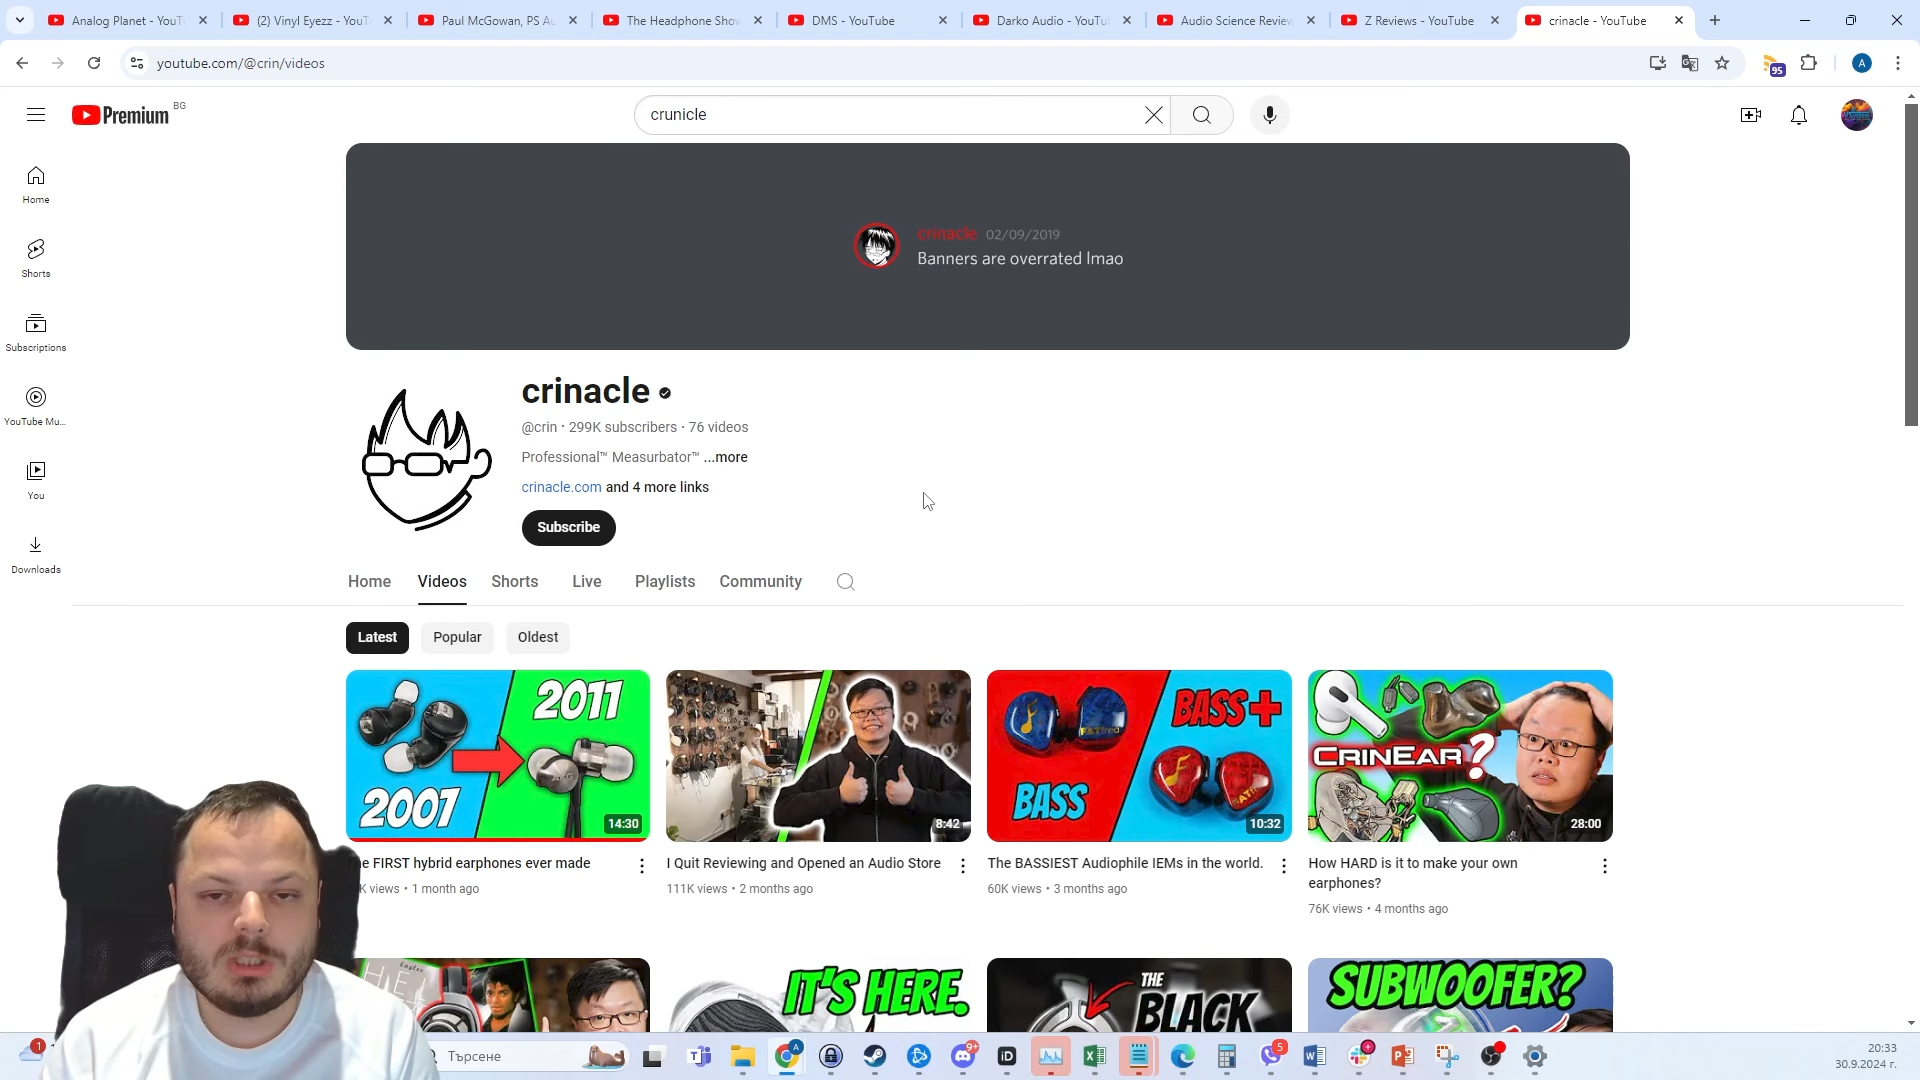 Analog Planet - YouT
(2) Vinyl Eyezz - YouT
Paul McGowan, PS Au
The Headphone Show
DMS - YouTube
Darko Audio - YouTu
Audio Science Review
Z Reviews - YouTube
crinacle - YouTube
youtube.com/@crin/videos
95
A
Premium
BG
crunicle
crinacle 02/09/2019
Banners are overrated lmao
Home
Shorts
Subscriptions
YouTube Mu...
You
Downloads
crinacle
@crin · 299K subscribers · 76 videos
Professional™ Measurbator™ ...more
crinacle.com and 4 more links
Subscribe
Home Videos Shorts Live Playlists Community
Latest Popular Oldest
2011
2007
14:30
8:42
BASS+
BASS
10:32
CRINEAR?
28:00
e FIRST hybrid earphones ever made
K views • 1 month ago
I Quit Reviewing and Opened an Audio Store
111K views • 2 months ago
The BASSIEST Audiophile IEMs in the world.
60K views • 3 months ago
How HARD is it to make your own
earphones?
76K views • 4 months ago
IT'S HERE.
THE
BLACK
SUBWOOFER?
1
Търсене
A
9+
iD
5
20:33
30.9.2024 г.